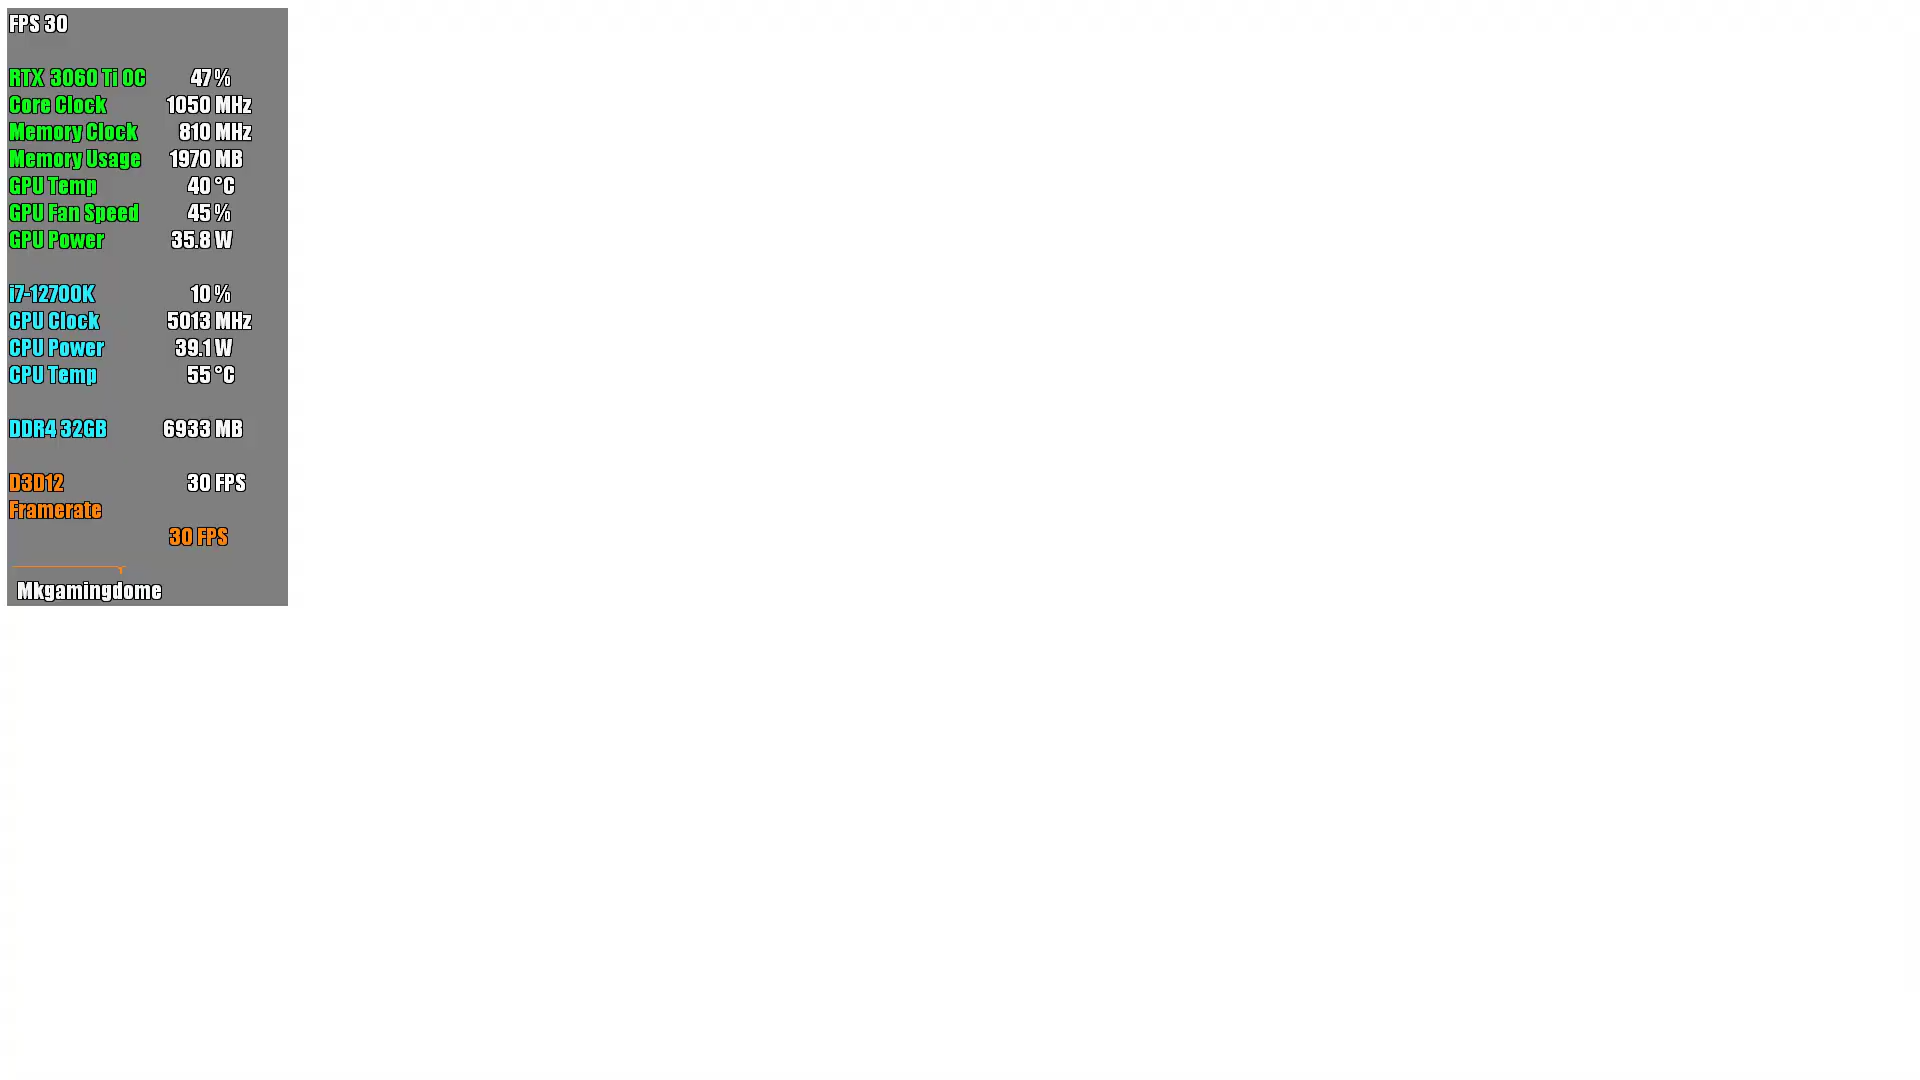 FPS 30
RTX 3060 Ti OC 47 %
Core Clock 1050 MHz
Memory Clock 810 MHz
Memory Usage 1970 MB
GPU Temp 40 °C
GPU Fan Speed 45 %
GPU Power 35.8 W
i7-12700K 10 %
CPU Clock 5013 MHz
CPU Power 39.1 W
CPU Temp 55 °C
DDR4 32GB 6933 MB
D3D12 30 FPS
Framerate
30 FPS
Mkgamingdome